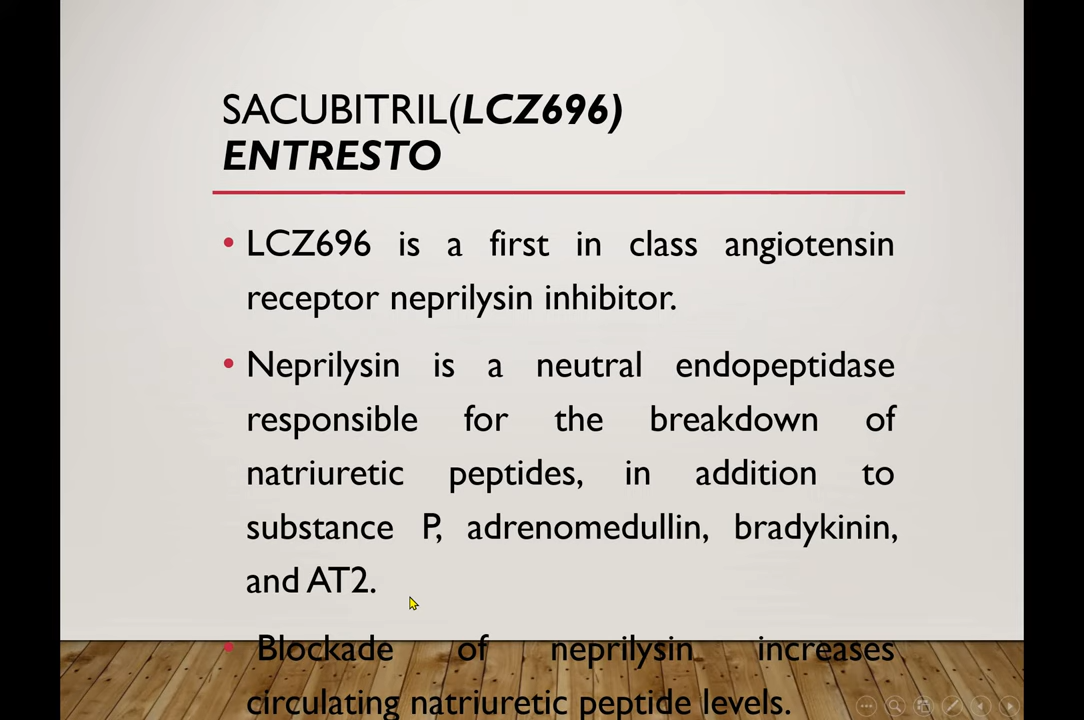 SACUBITRIL(LCZ696)
ENTRESTO
• LCZ696 is a first in class angiotensin
receptor neprilysin inhibitor.
• Neprilysin is a neutral endopeptidase
responsible for the breakdown of
natriuretic peptides, in addition to
substance P, adrenomedullin, bradykinin,
and AT2.
• Blockade of neprilysin increases
circulating natriuretic peptide levels.